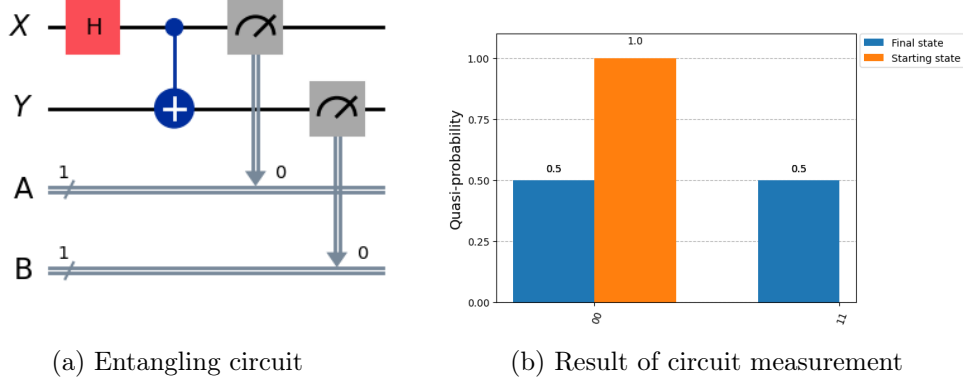 X
H
Y
A
1
0
B
1
0
(a) Entangling circuit
1.0
1.00
0.75
0.5
0.5
0.50
0.25
0.00
Quasi-probability
00
11
Final state
Starting state
(b) Result of circuit measurement